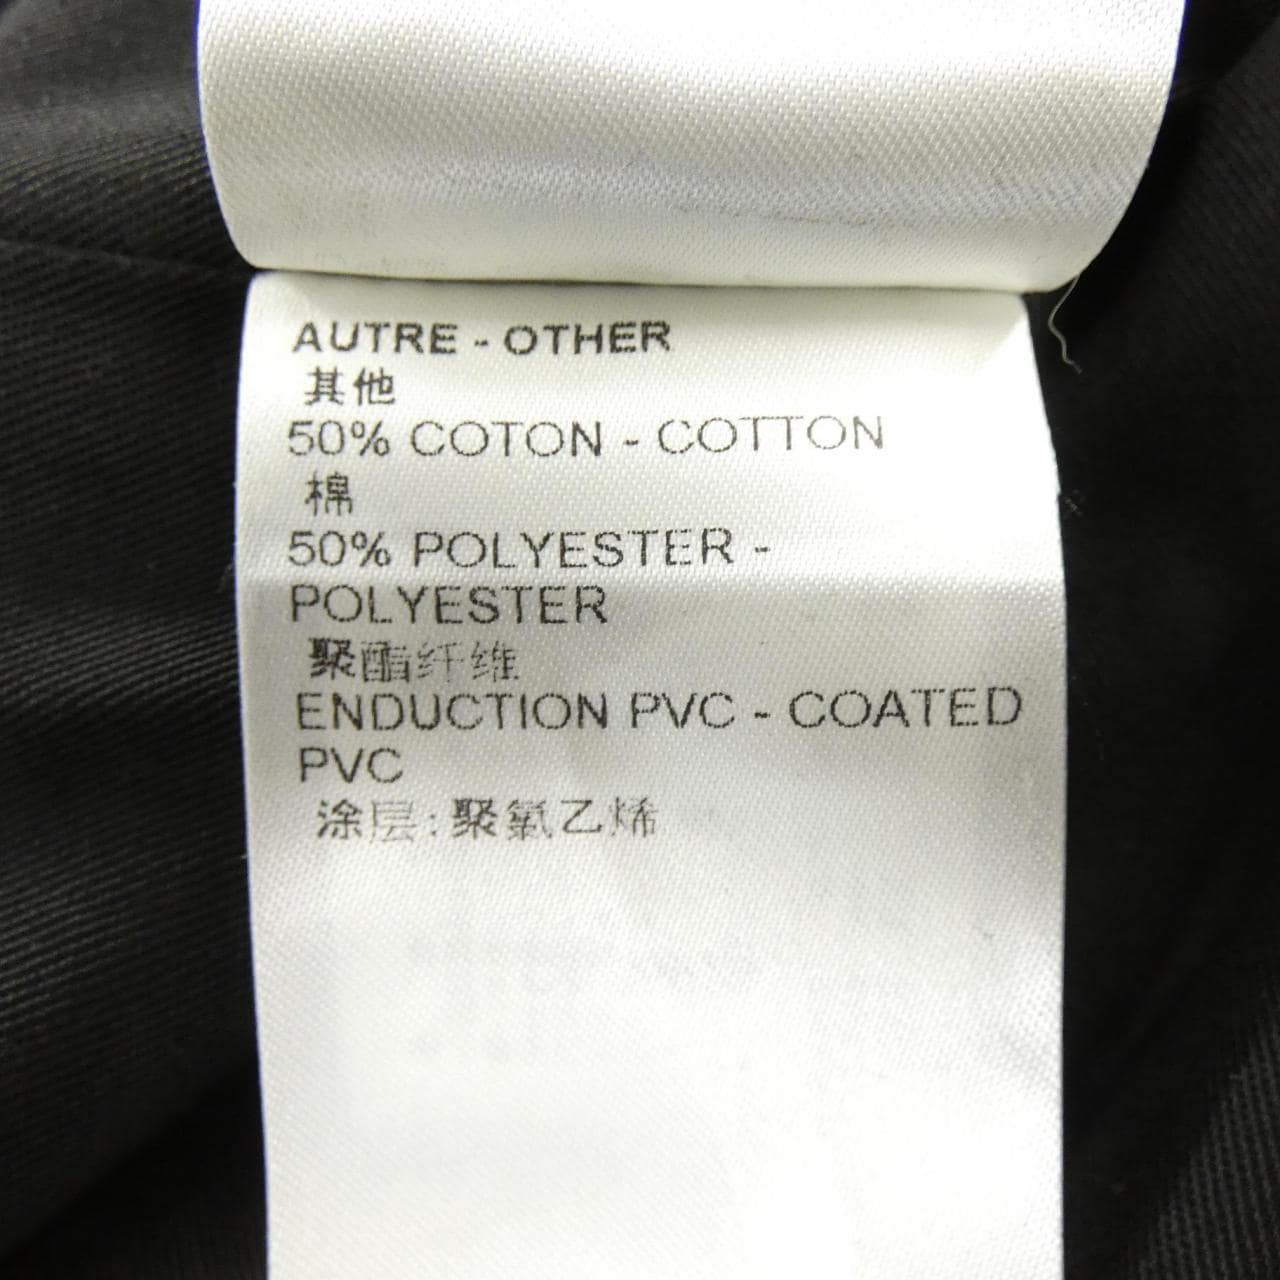 AUTRE - OTHER
其他
50% COTON - COTTON
棉
50% POLYESTER -
POLYESTER
聚酯纤维
ENDUCTION PVC - COATED
PVC
涂层:聚氯乙烯